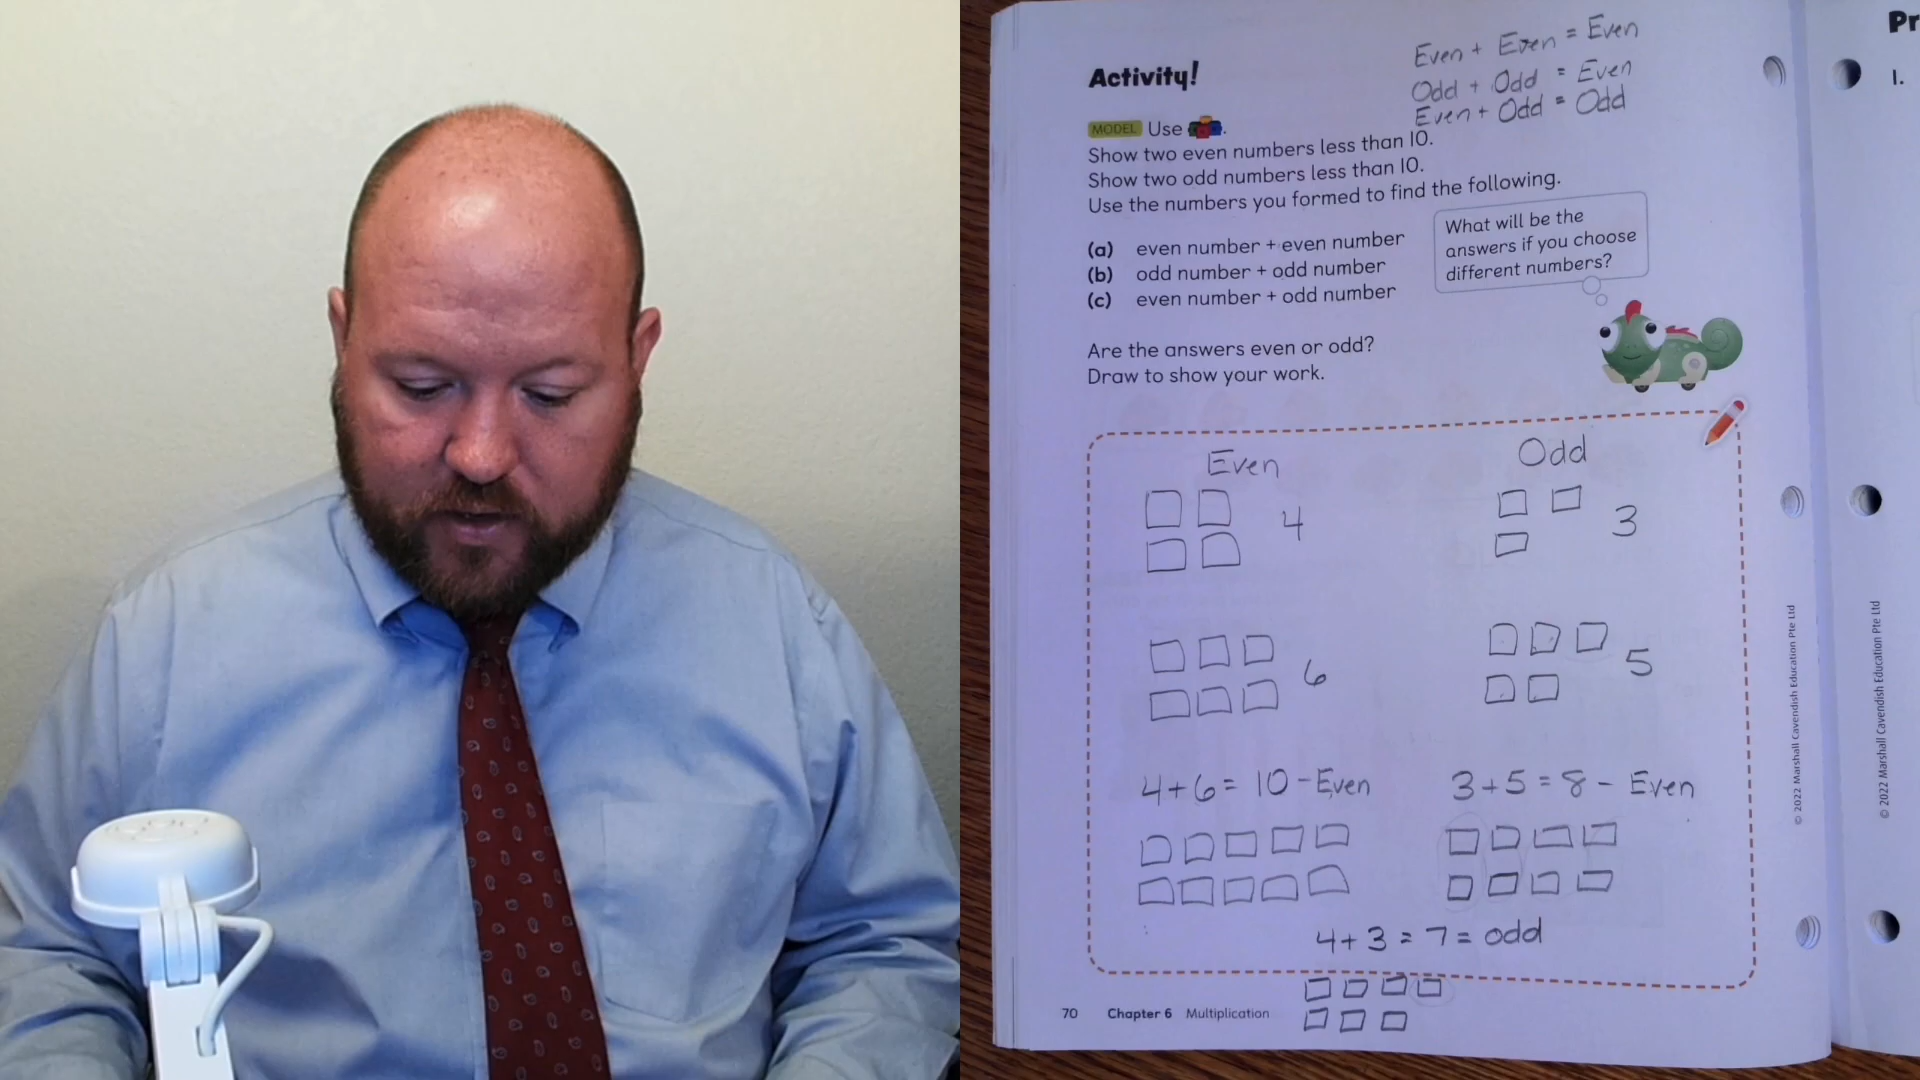 Even + Even = Even
Odd + Odd = Even
Even + Odd = Odd
Pr
1.
Activity!
MODEL Use .
Show two even numbers less than 10.
Show two odd numbers less than 10.
Use the numbers you formed to find the following.
(a) even number + even number
(b) odd number + odd number
(c) even number + odd number
What will be the
answers if you choose
different numbers?
Are the answers even or odd?
Draw to show your work.
Even
Odd
4
3
6
5
4+6= 10 - Even
3+5=8 - Even
4+3=7= odd
70 Chapter 6 Multiplication
© 2022 Marshall Cavendish Education Pte Ltd
© 2022 Marshall Cavendish Education Pte Ltd